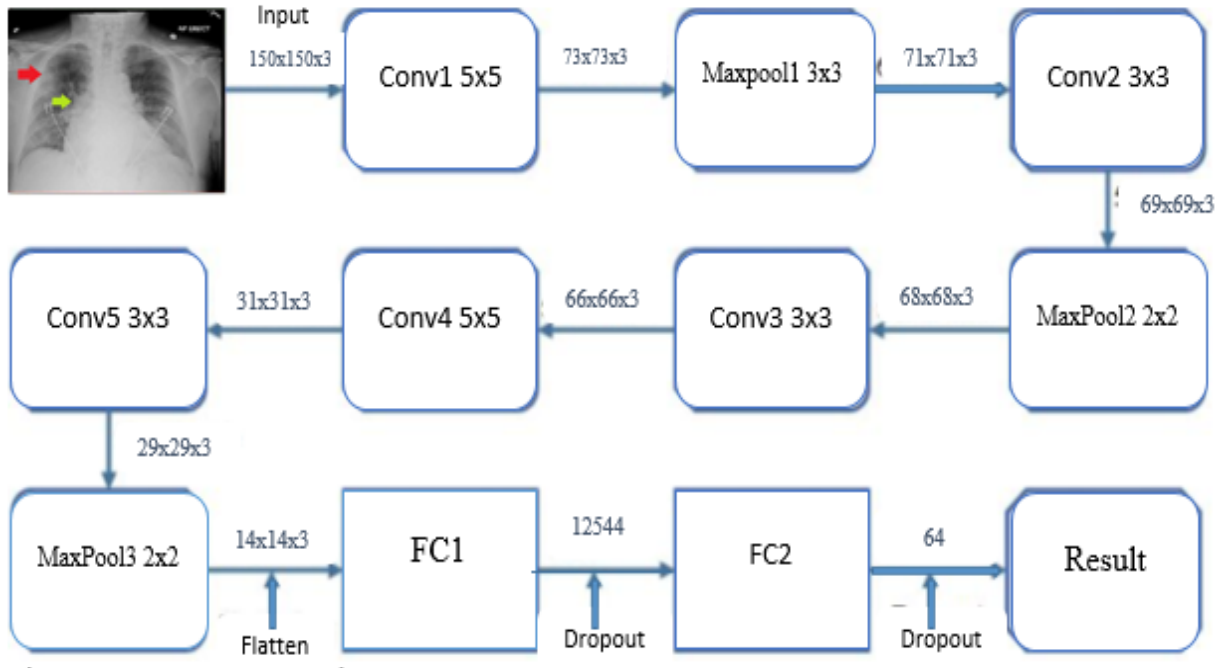 Input
150x150x3
Conv1 5x5
73x73x3
Maxpool1 3x3
71x71x3
Conv2 3x3
69x69x3
MaxPool2 2x2
68x68x3
Conv3 3x3
66x66x3
Conv4 5x5
31x31x3
Conv5 3x3
29x29x3
MaxPool3 2x2
14x14x3
Flatten
FC1
12544
Dropout
FC2
64
Dropout
Result